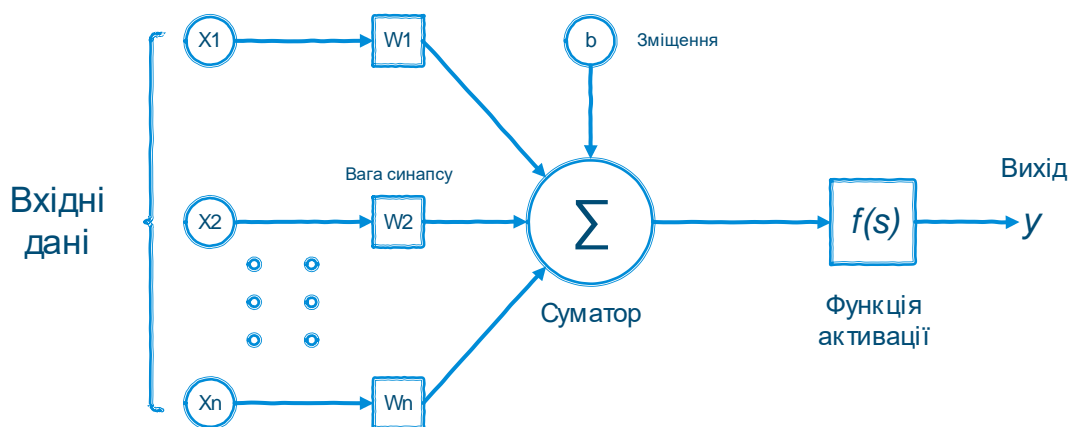 X1
W1
b
Зміщення
Вхідні
дані
Вага синапсу
X2
W2
Σ
Суматор
f(s)
Функція
активації
Вихід
y
Xn
Wn